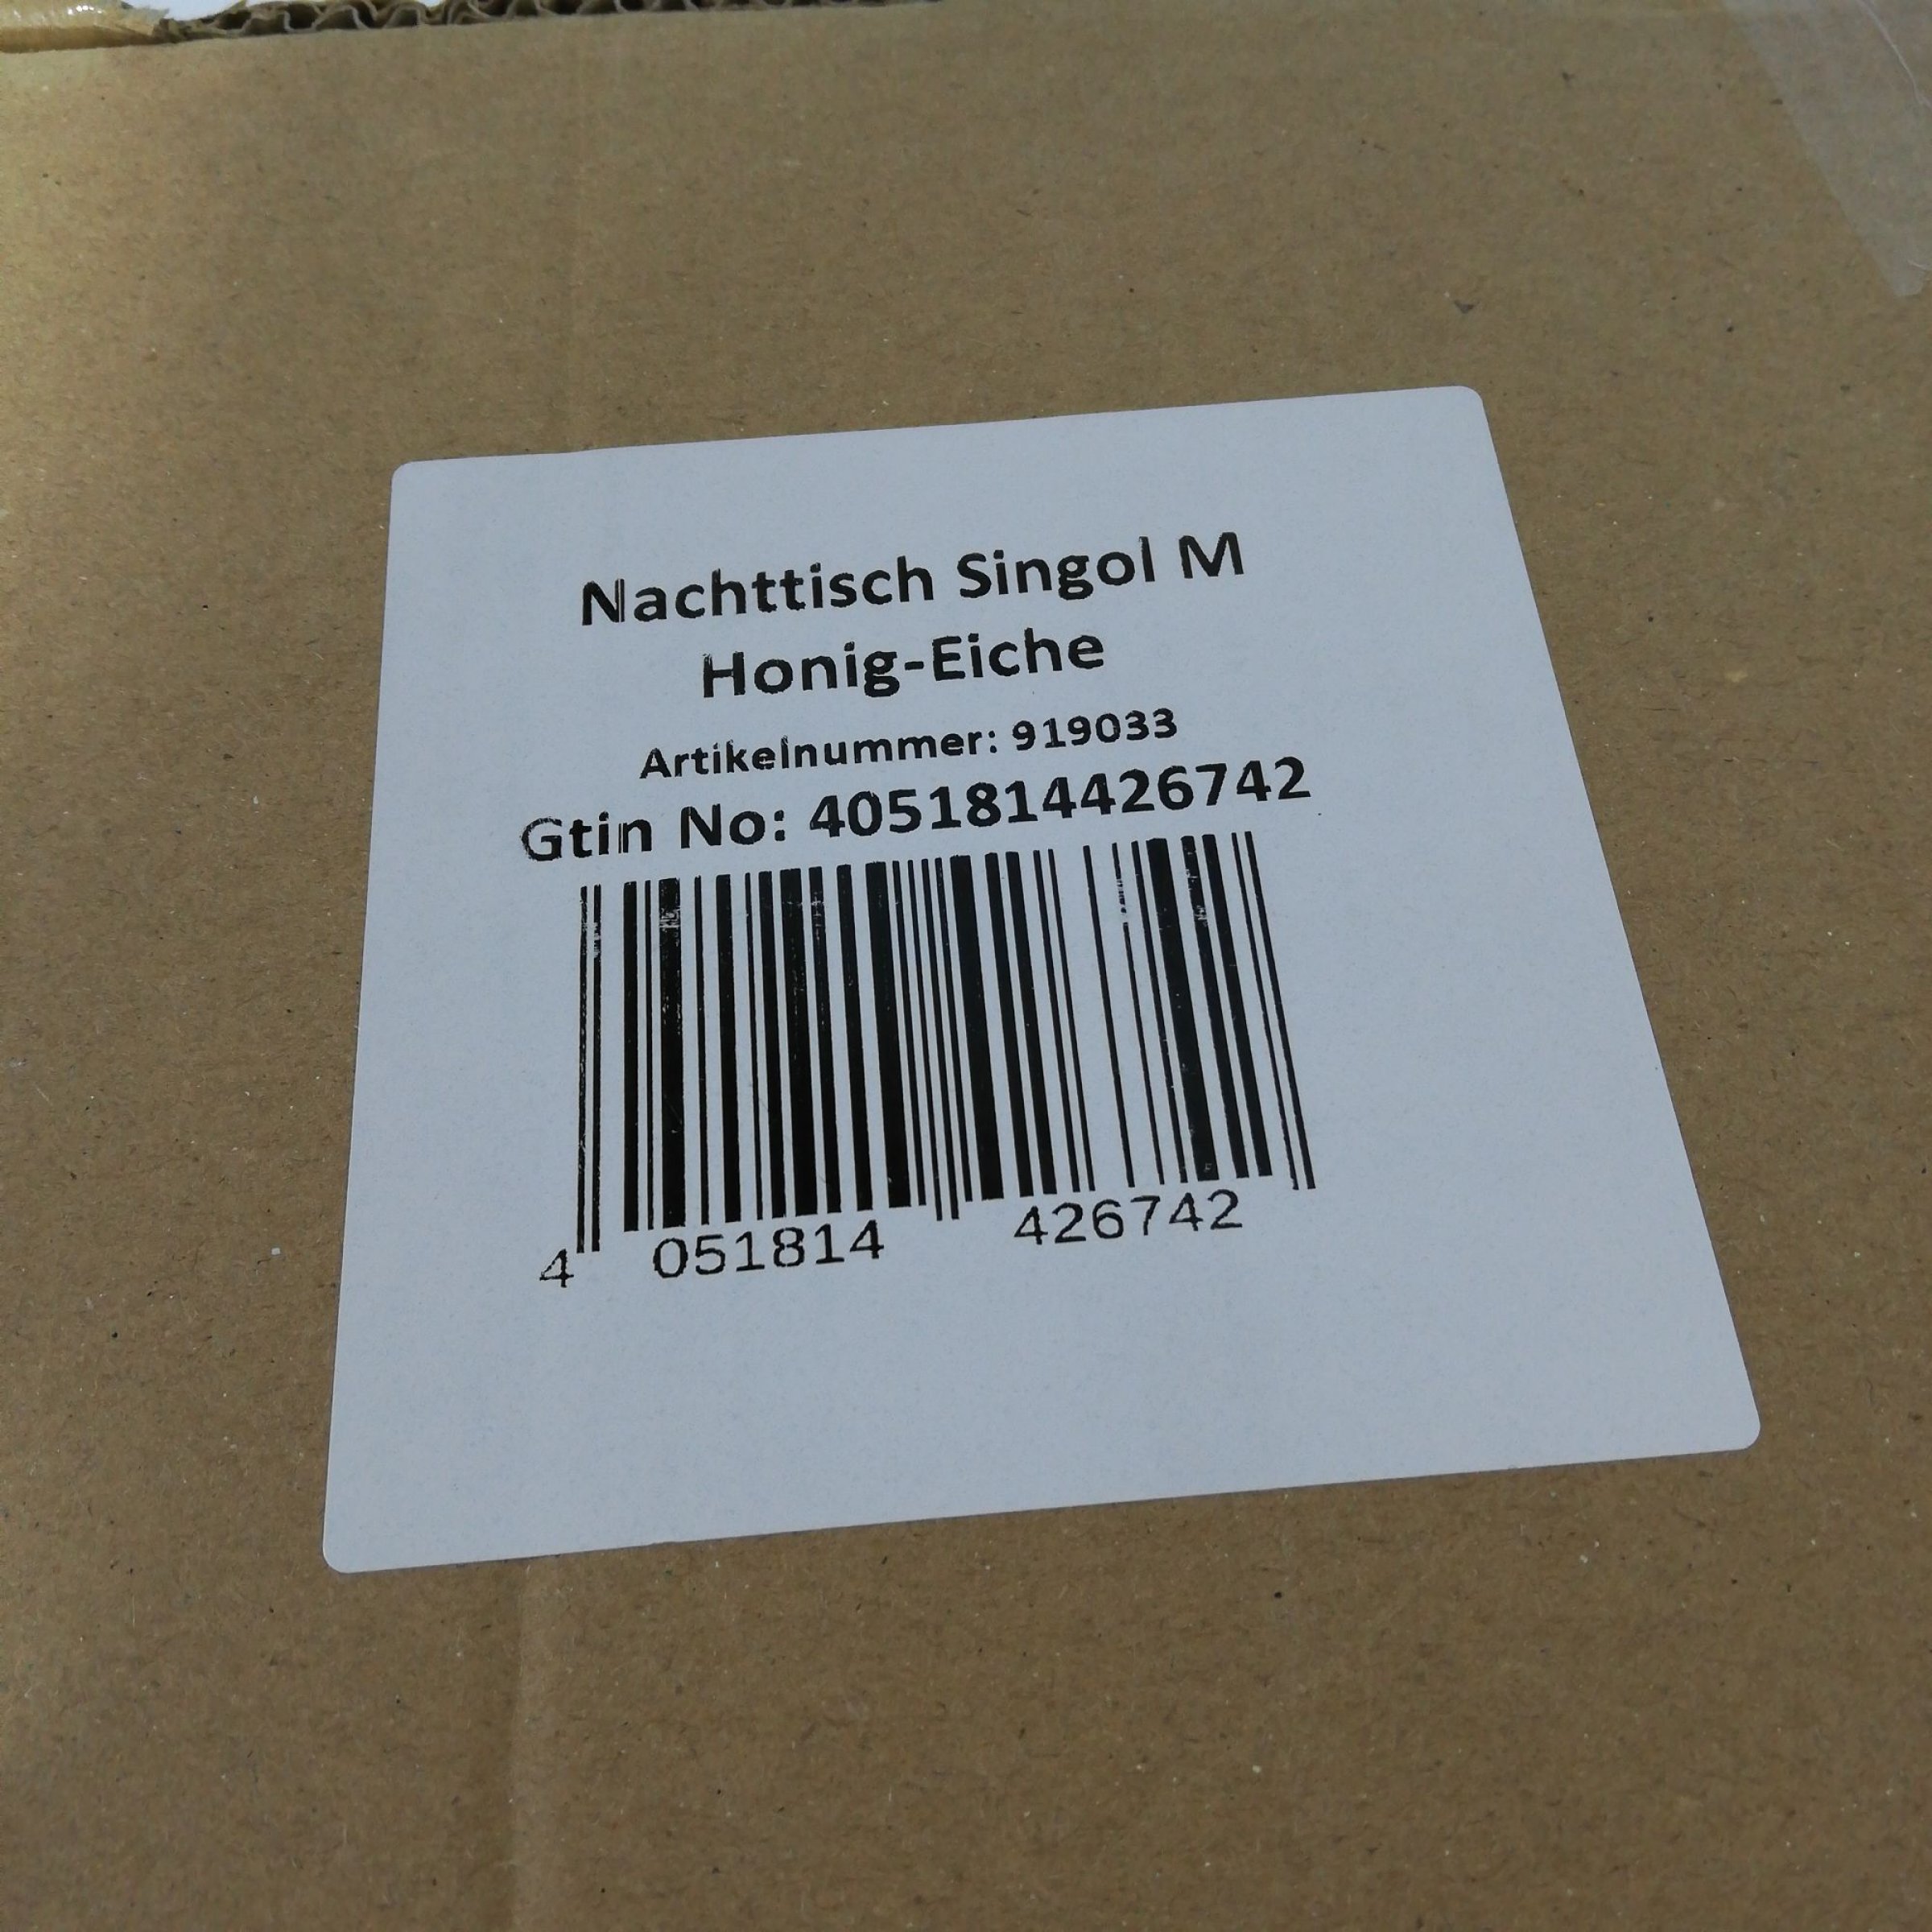 Nachttisch Singol M
Honig-Eiche
Artikelnummer: 919033
Gtin No: 4051814426742
4 051814 426742